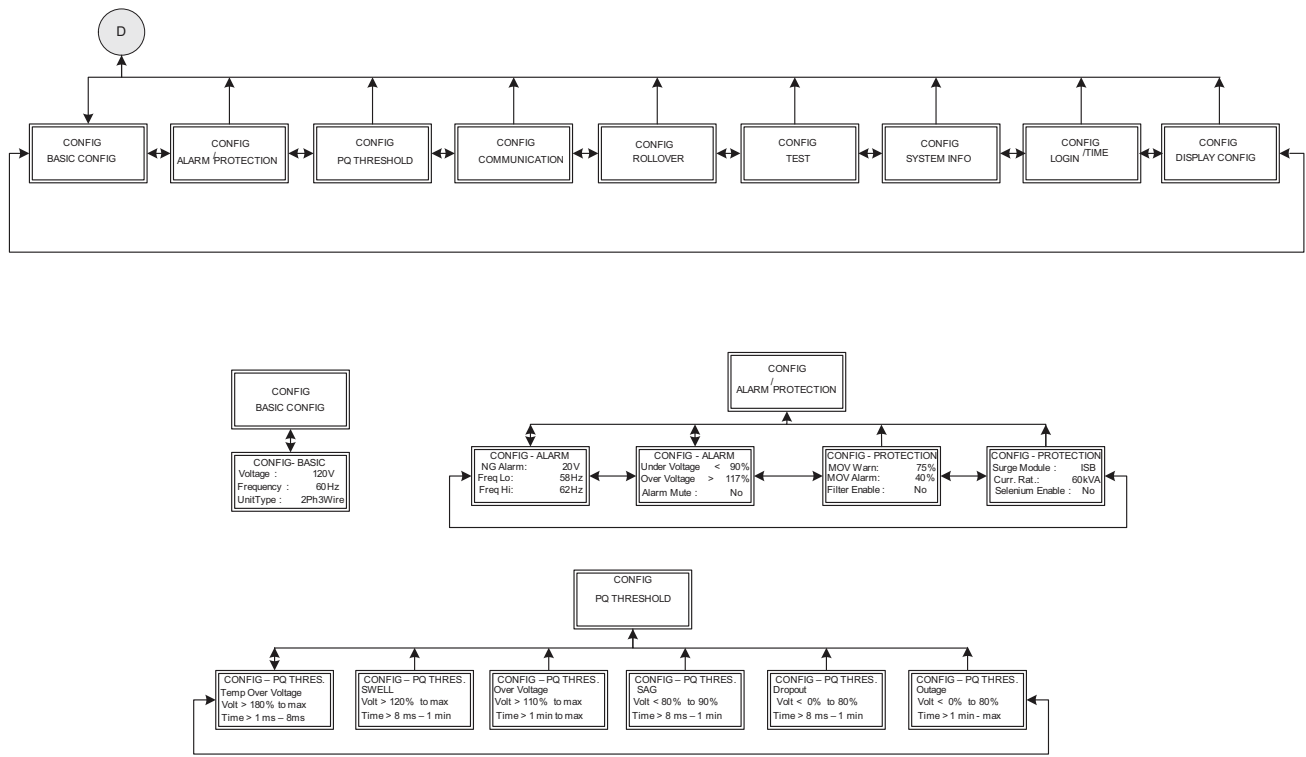 D
CONFIG
BASIC CONFIG
CONFIG
ALARM / PROTECTION
CONFIG
PQ THRESHOLD
CONFIG
COMMUNICATION
CONFIG
ROLLOVER
CONFIG
TEST
CONFIG
SYSTEM INFO
CONFIG
LOGIN /TIME
CONFIG
DISPLAY CONFIG
CONFIG
BASIC CONFIG
CONFIG- BASIC
Voltage : 120V
Frequency : 60Hz
UnitType : 2Ph3Wire
CONFIG
ALARM / PROTECTION
CONFIG - ALARM
NG Alarm: 20V
Freq Lo: 58Hz
Freq Hi: 62Hz
CONFIG - ALARM
Under Voltage < 90%
Over Voltage > 117%
Alarm Mute : No
CONFIG - PROTECTION
MOV Warn: 75%
MOV Alarm: 40%
Filter Enable : No
CONFIG - PROTECTION
Surge Module : ISB
Curr. Rat.: 60kVA
Selenium Enable : No
CONFIG
PQ THRESHOLD
CONFIG – PQ THRES.
Temp Over Voltage
Volt > 180% to max
Time > 1 ms – 8ms
CONFIG – PQ THRES.
SWELL
Volt > 120% to max
Time > 8 ms – 1 min
CONFIG – PQ THRES.
Over Voltage
Volt > 110% to max
Time > 1 min to max
CONFIG – PQ THRES.
SAG
Volt < 80% to 90%
Time > 8 ms – 1 min
CONFIG – PQ THRES.
Dropout
Volt < 0% to 80%
Time > 8 ms – 1 min
CONFIG – PQ THRES.
Outage
Volt < 0% to 80%
Time > 1 min - max